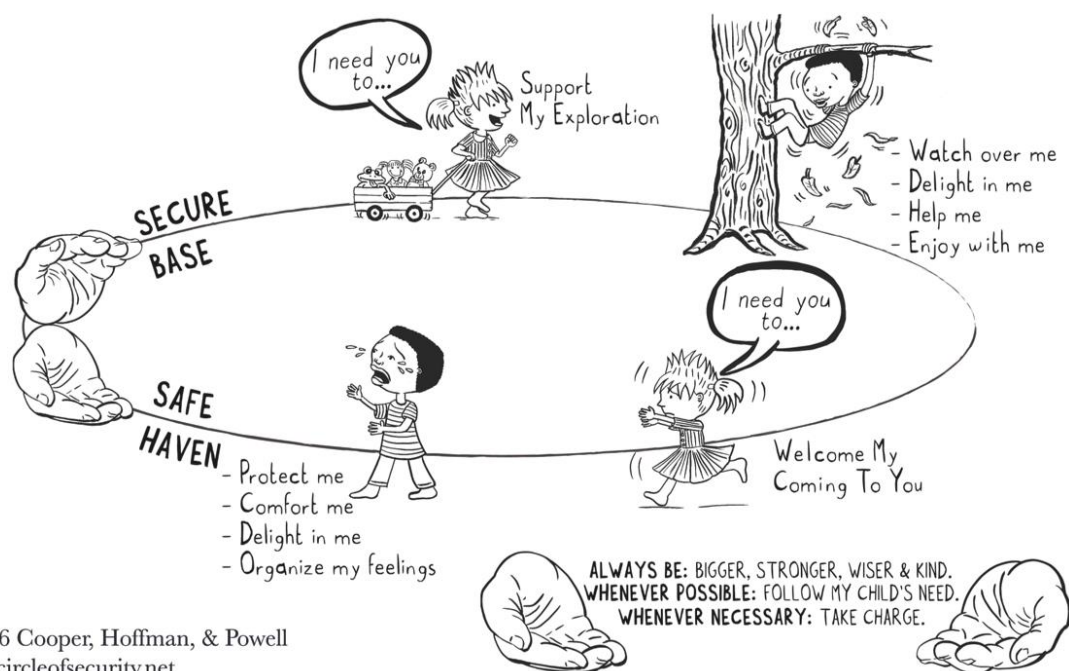 I need you
to...
Support
My Exploration
- Watch over me
- Delight in me
- Help me
- Enjoy with me
SECURE
BASE
I need you
to...
Welcome My
Coming To You
SAFE
HAVEN
- Protect me
- Comfort me
- Delight in me
- Organize my feelings
ALWAYS BE: BIGGER, STRONGER, WISER & KIND.
WHENEVER POSSIBLE: FOLLOW MY CHILD'S NEED.
WHENEVER NECESSARY: TAKE CHARGE.
6 Cooper, Hoffman, & Powell
circleofsecurity.net